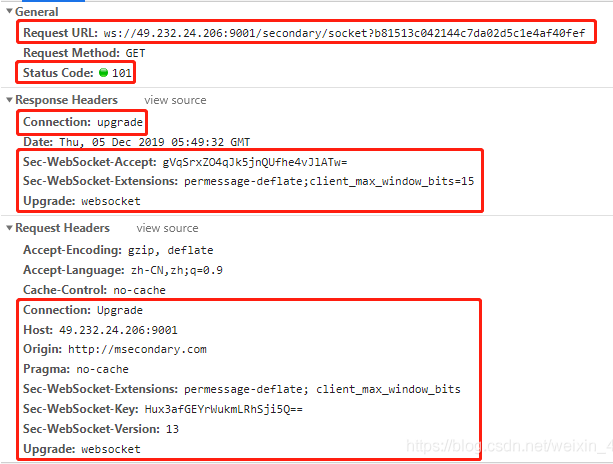 General
Request URL: ws://49.232.24.206:9001/secondary/socket?b81513c042144c7da02d5c1e4af40fef
Request Method: GET
Status Code: 101
Response Headers view source
Connection: upgrade
Date: Thu, 05 Dec 2019 05:49:32 GMT
Sec-WebSocket-Accept: gVqSrxZO4qJk5jnQUfhe4vJlATw=
Sec-WebSocket-Extensions: permessage-deflate;client_max_window_bits=15
Upgrade: websocket
Request Headers view source
Accept-Encoding: gzip, deflate
Accept-Language: zh-CN,zh;q=0.9
Cache-Control: no-cache
Connection: Upgrade
Host: 49.232.24.206:9001
Origin: http://msecondary.com
Pragma: no-cache
Sec-WebSocket-Extensions: permessage-deflate; client_max_window_bits
Sec-WebSocket-Key: Hux3afGEYrWukmLRhSji5Q==
Sec-WebSocket-Version: 13
Upgrade: websocket
https://blog.csdn.net/weixin_4